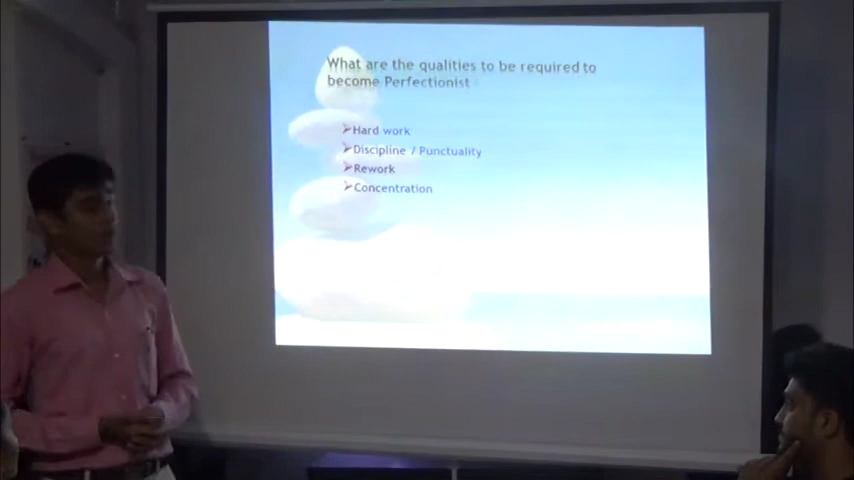 What are the qualities to be required to
become Perfectionist
➢Hard work
➢Discipline / Punctuality
➢Rework
➢Concentration